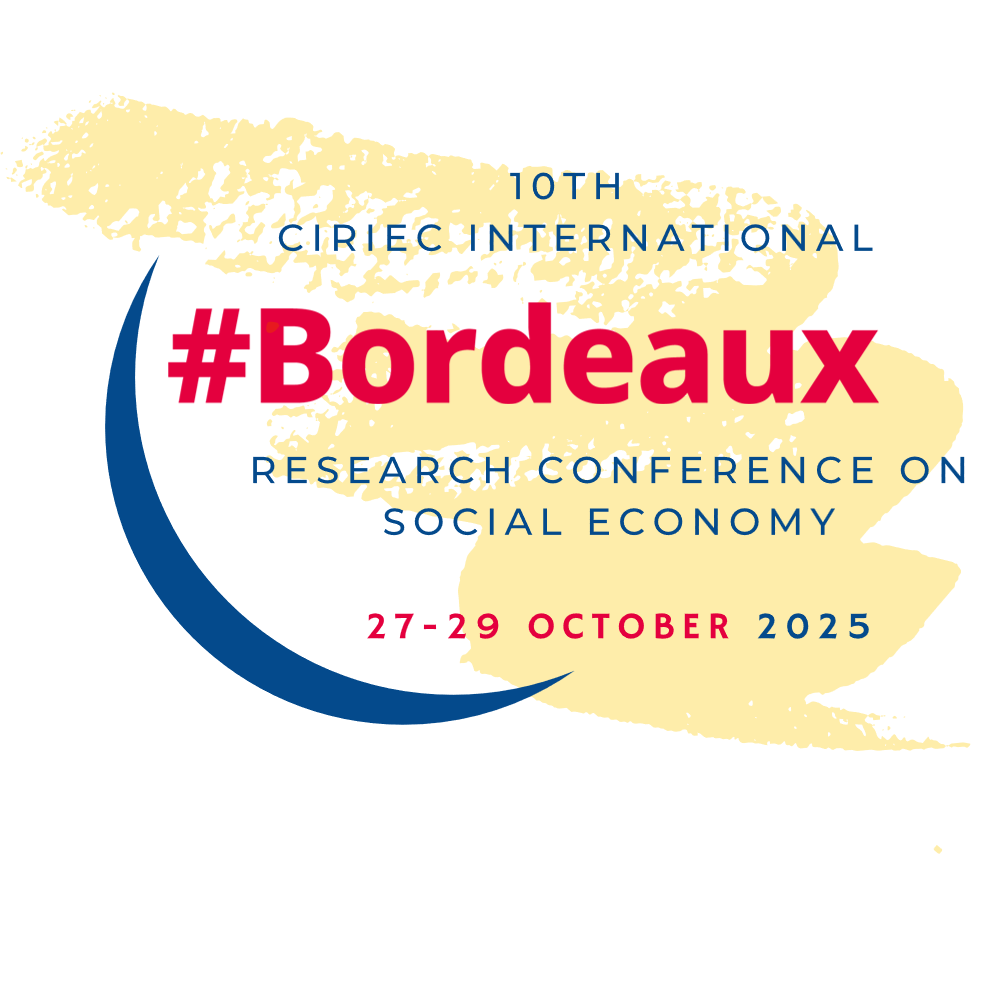 10TH
CIRIEC INTERNATIONAL
#Bordeaux
RESEARCH CONFERENCE ON
SOCIAL ECONOMY
27-29 OCTOBER 2025